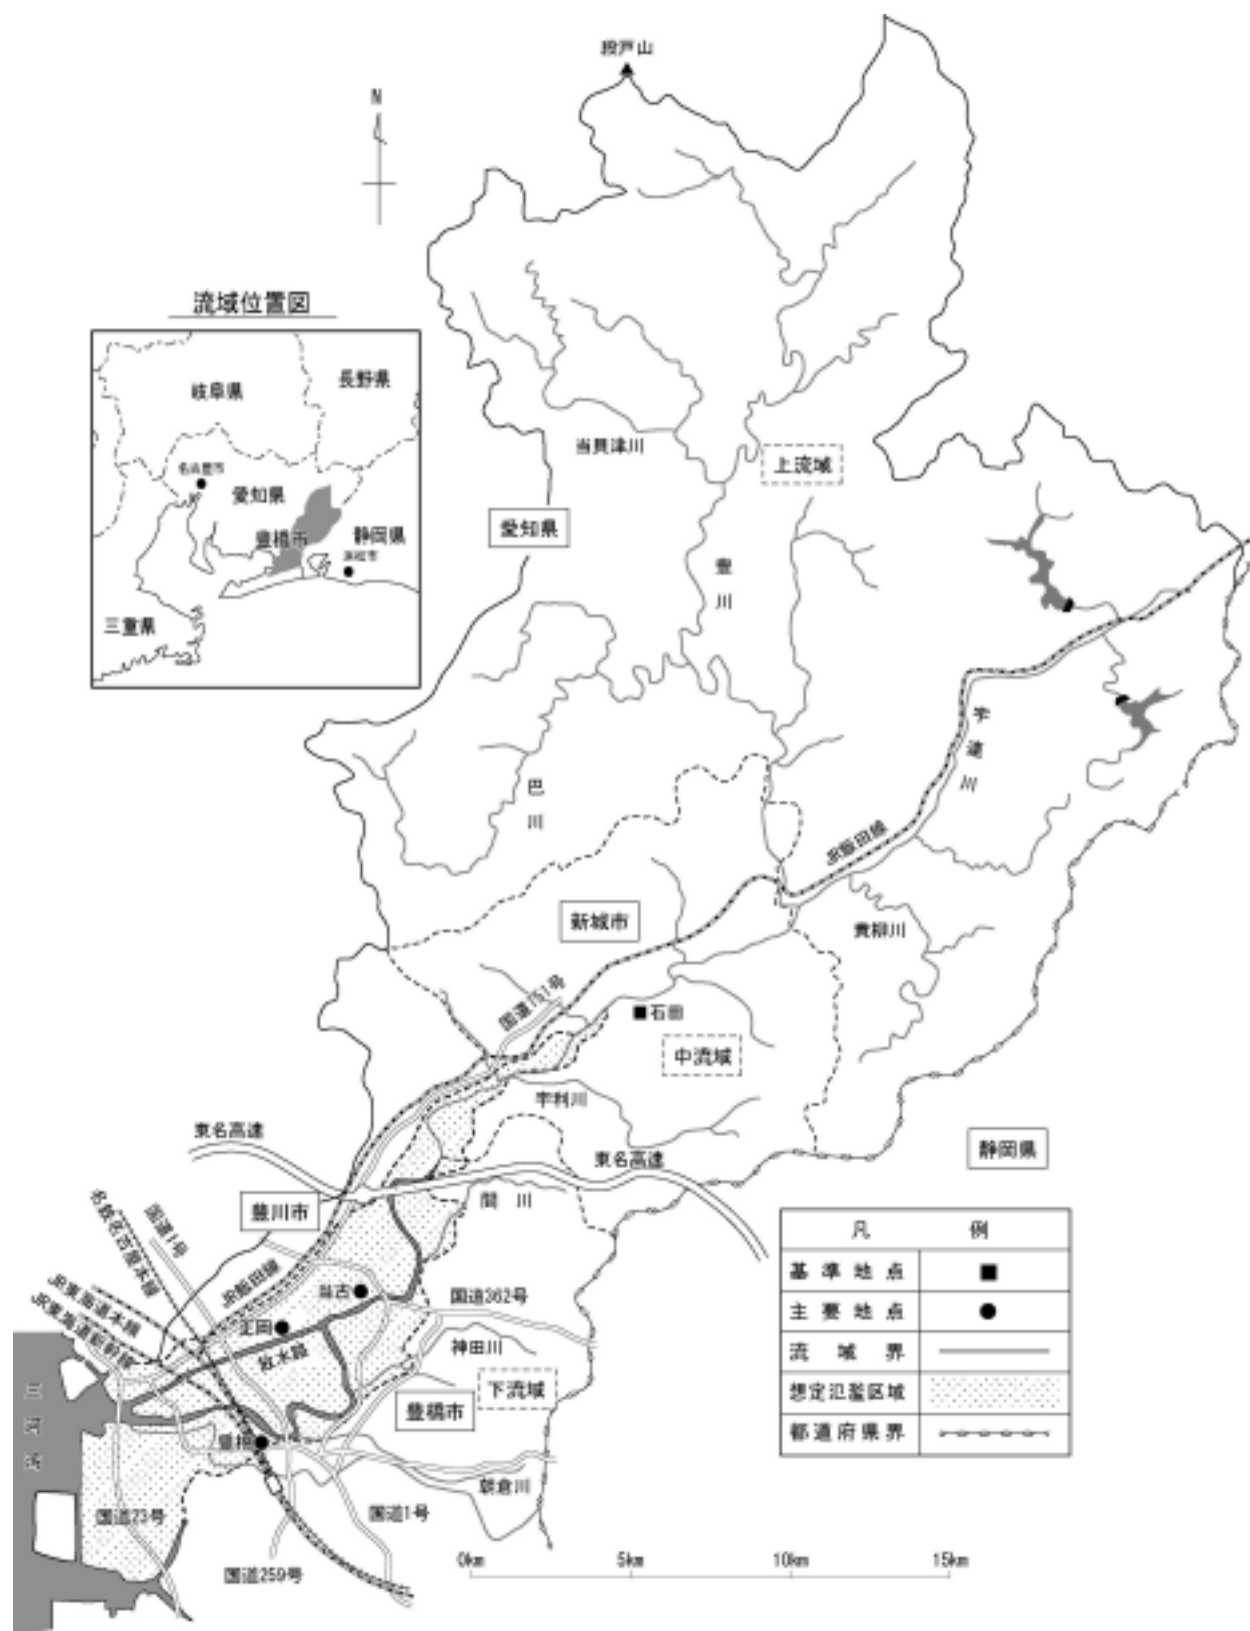 段戸山
N
流域位置図
岐阜県
長野県
名古屋市
愛知県
豊橋市
静岡県
浜松市
三重県
当貝津川
上流域
愛知県
豊川
宇連川
巴川
JR飯田線
新城市
黄柳川
国道151号
石田
中流域
宇利川
東名高速
東名高速
静岡県
豊川市
間川
名鉄名古屋本線
国道1号
JR飯田線
JR東海道本線
JR東海道新幹線
当古
国道362号
正岡
放水路
神田川
下流域
豊橋市
三河湾
豊橋
朝倉川
国道23号
国道1号
国道259号
凡例
基準地点
主要地点
流域界
想定氾濫区域
都道府県界
0km
5km
10km
15km